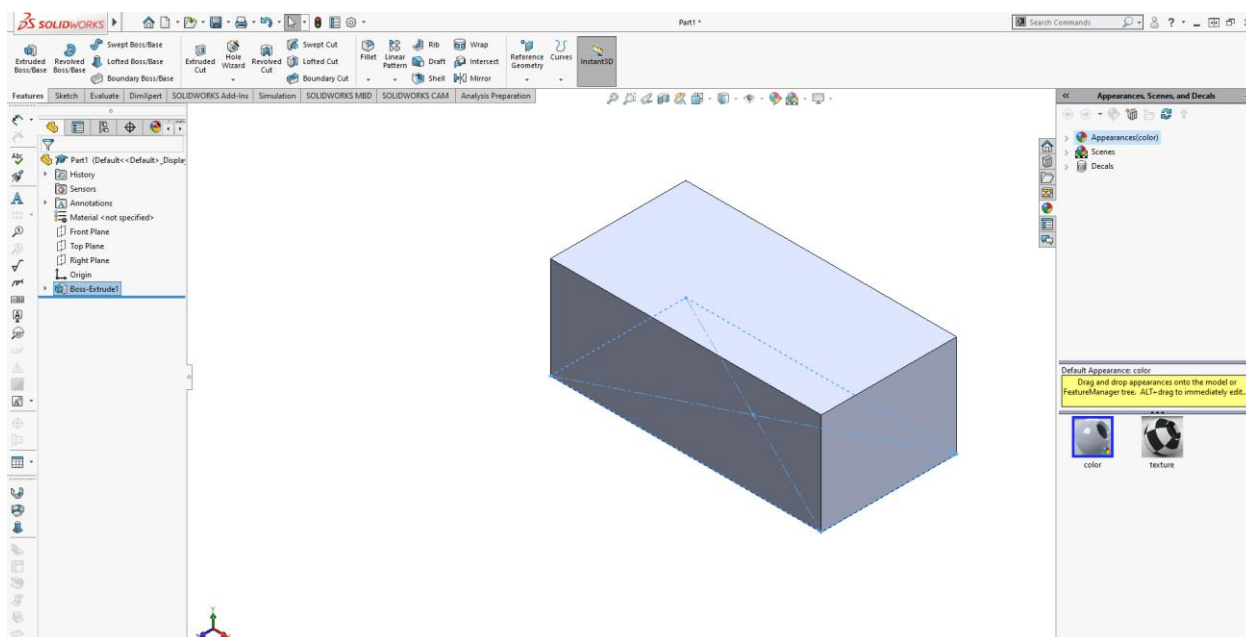 SOLIDWORKS
Part1 *
Search Commands
Extruded Boss/Base
Revolved Boss/Base
Swept Boss/Base
Lofted Boss/Base
Boundary Boss/Base
Extruded Cut
Hole Wizard
Revolved Cut
Swept Cut
Lofted Cut
Boundary Cut
Fillet
Linear Pattern
Rib
Draft
Shell
Wrap
Intersect
Mirror
Reference Geometry
Curves
Instant3D
Features
Sketch
Evaluate
DimXpert
SOLIDWORKS Add-Ins
Simulation
SOLIDWORKS MBD
SOLIDWORKS CAM
Analysis Preparation
Part1 (Default<<Default>_Display
History
Sensors
Annotations
Material <not specified>
Front Plane
Top Plane
Right Plane
Origin
Boss-Extrude1
Y
Appearances, Scenes, and Decals
Appearances(color)
Scenes
Decals
Default Appearance: color
Drag and drop appearances onto the model or
FeatureManager tree. ALT+drag to immediately edit..
color
texture